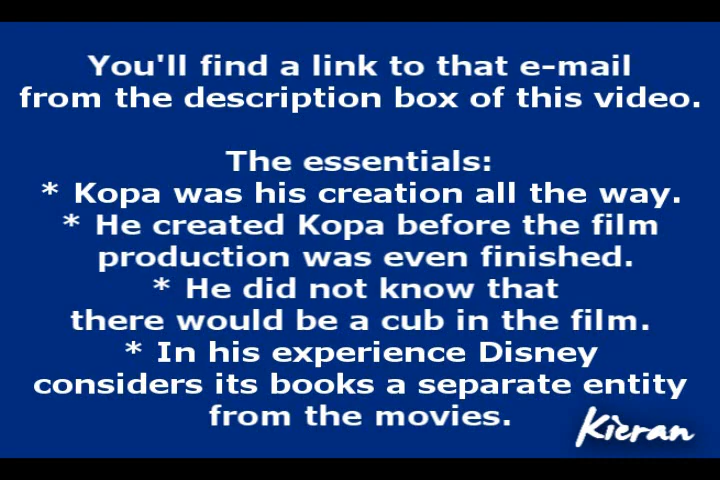 You'll find a link to that e-mail
from the description box of this video.
The essentials:
* Kopa was his creation all the way.
* He created Kopa before the film
production was even finished.
* He did not know that
there would be a cub in the film.
* In his experience Disney
considers its books a separate entity
from the movies.
Kieran